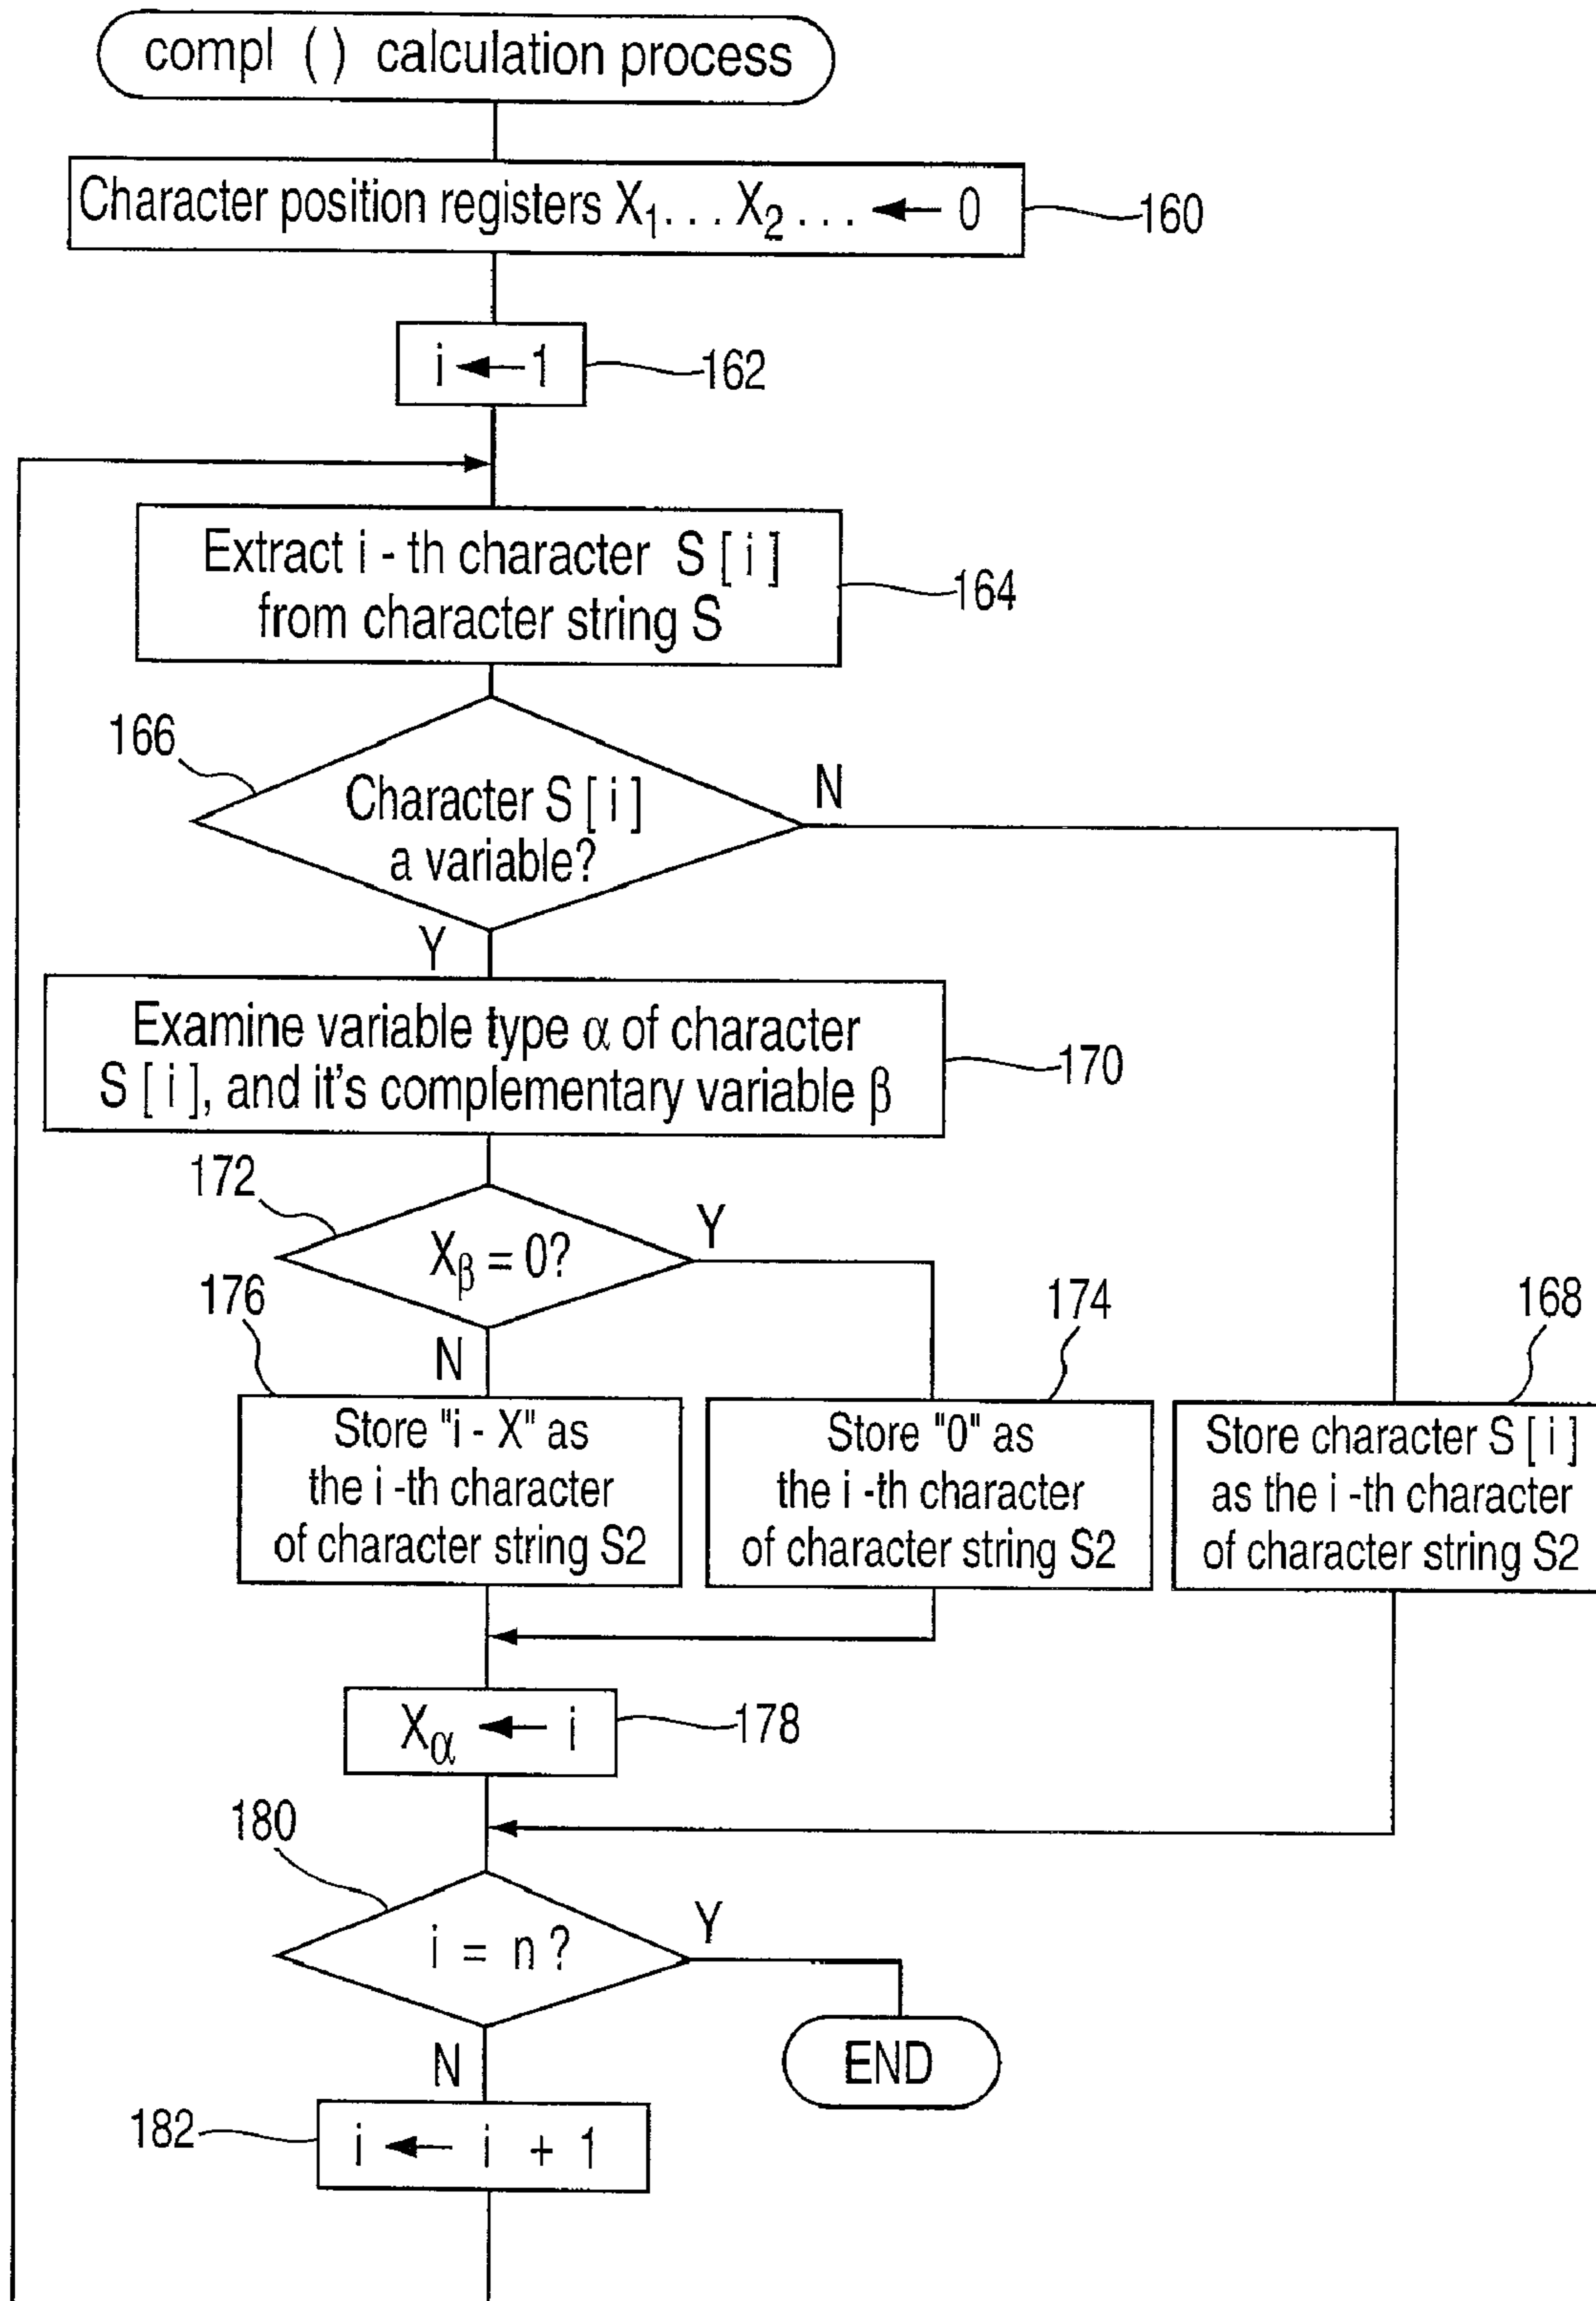 compl ( ) calculation process
Character position registers X₁. . . X₂ . . . ← 0
160
i ← 1
162
Extract i - th character S [ i ]
from character string S
164
166
Character S [ i ]
a variable?
N
Y
Examine variable type α of character
S [ i ], and it's complementary variable β
170
172
Xᵦ = 0?
Y
N
176
Store "i - X" as
the i -th character
of character string S2
174
Store "0" as
the i -th character
of character string S2
168
Store character S [ i ]
as the i -th character
of character string S2
Xα ← i
178
180
i = n ?
Y
END
N
182
i ← i + 1